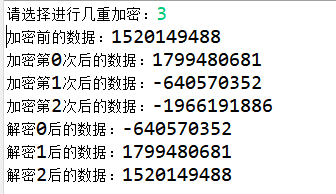 请选择进行几重加密：3
加密前的数据：1520149488
加密第0次后的数据：1799480681
加密第1次后的数据：-640570352
加密第2次后的数据：-1966191886
解密0后的数据：-640570352
解密1后的数据：1799480681
解密2后的数据：1520149488